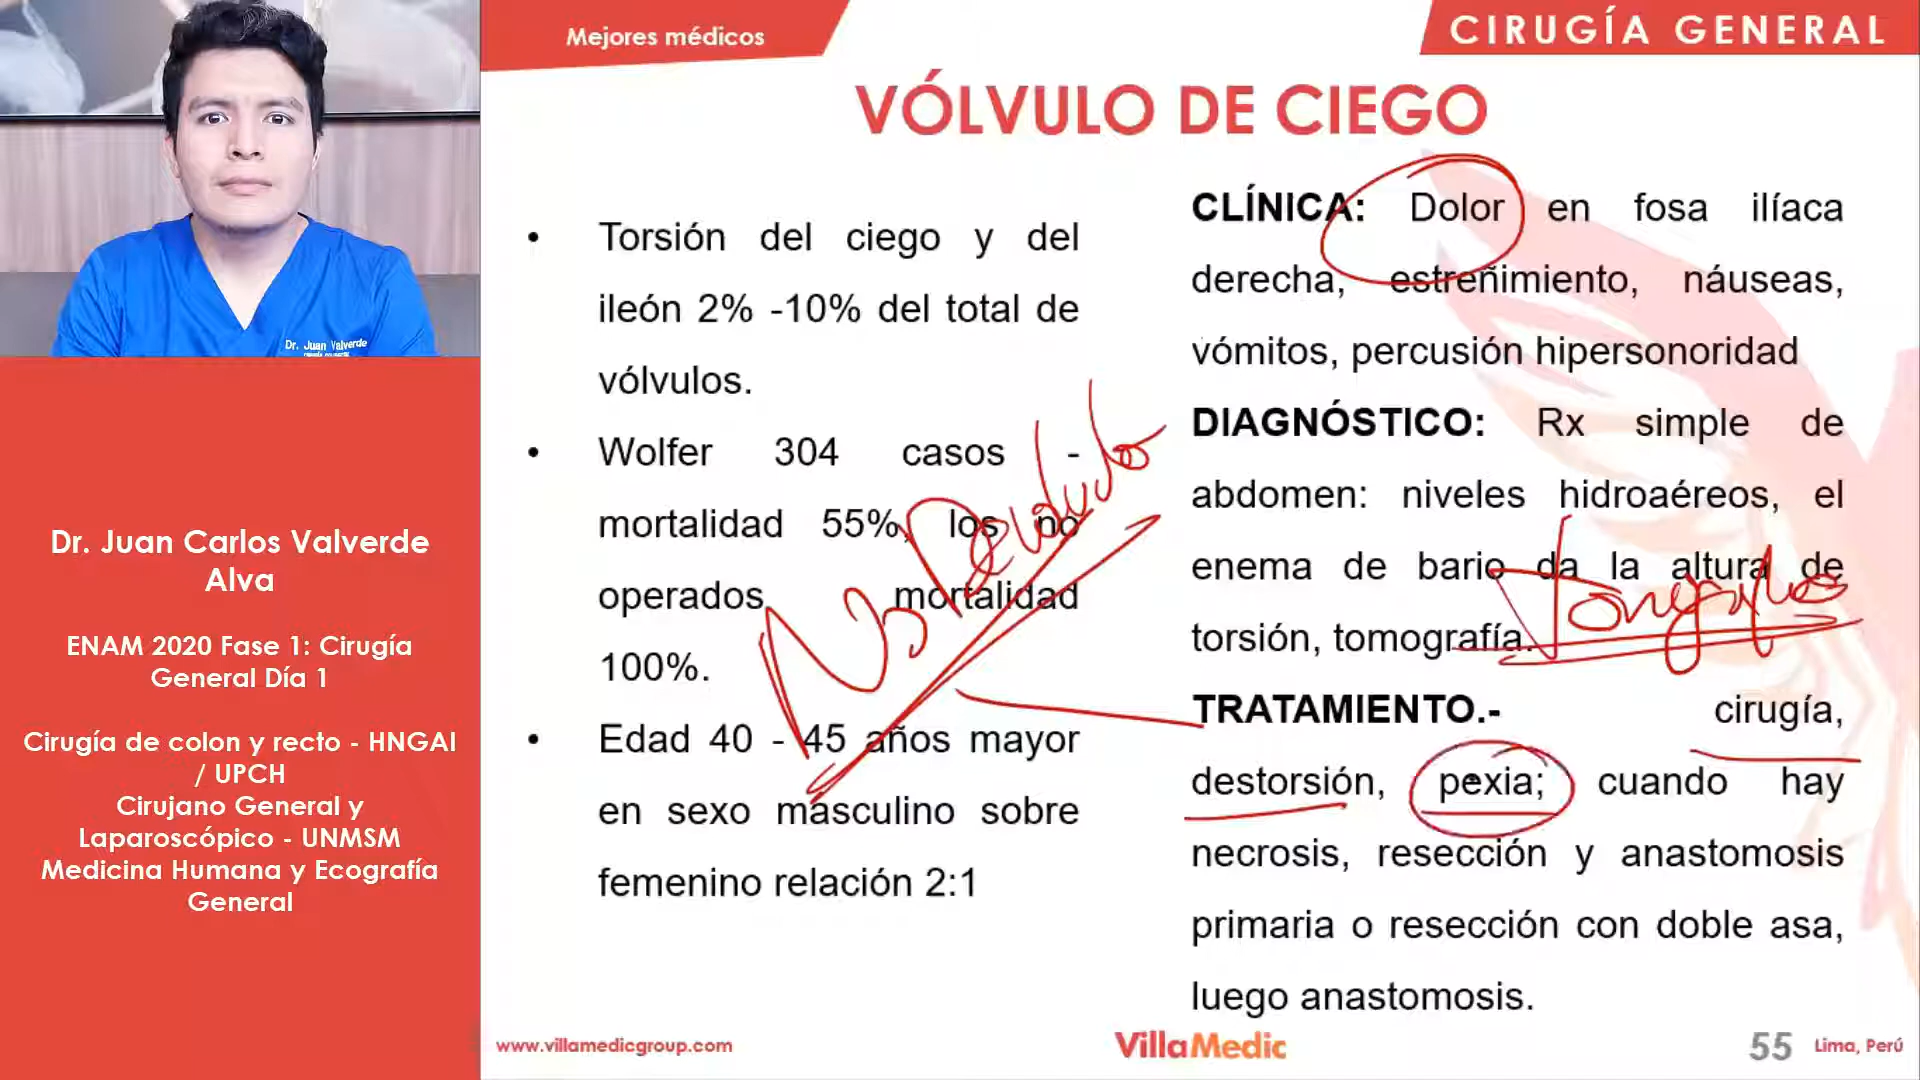 Mejores médicos
CIRUGÍA GENERAL
VÓLVULO DE CIEGO
• Torsión del ciego y del
ileón 2% -10% del total de
vólvulos.
• Wolfer 304 casos -
mortalidad 55%, los no
operados mortalidad
100%.
• Edad 40 - 45 años mayor
en sexo masculino sobre
femenino relación 2:1
CLÍNICA: Dolor en fosa ilíaca
derecha, estreñimiento, náuseas,
vómitos, percusión hipersonoridad
DIAGNÓSTICO: Rx simple de
abdomen: niveles hidroaéreos, el
enema de bario da la altura de
torsión, tomografía.
TRATAMIENTO.- cirugía,
destorsión, pexia; cuando hay
necrosis, resección y anastomosis
primaria o resección con doble asa,
luego anastomosis.
Dr. Juan Valverde
Dr. Juan Carlos Valverde
Alva
ENAM 2020 Fase 1: Cirugía
General Día 1
Cirugía de colon y recto - HNGAI
/ UPCH
Cirujano General y
Laparoscópico - UNMSM
Medicina Humana y Ecografía
General
www.villamedicgroup.com
VillaMedic
55 Lima, Perú